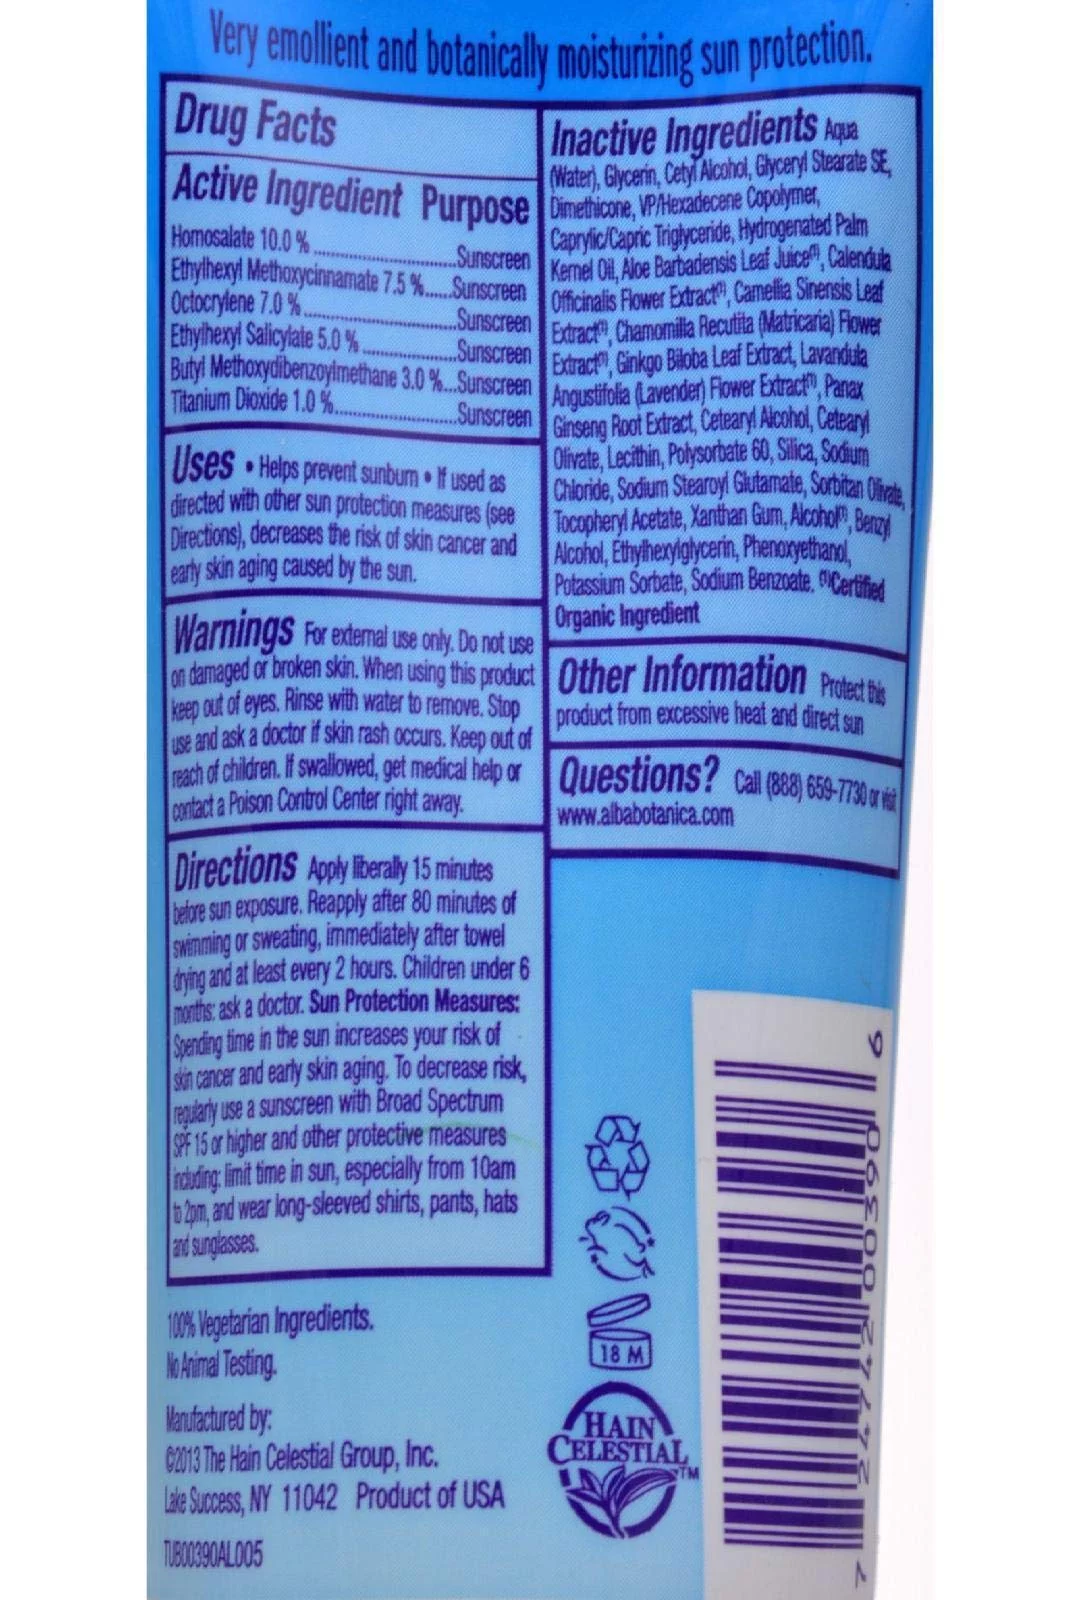 Very emollient and botanically moisturizing sun protection.
Drug Facts
Active Ingredient Purpose
Homosalate 10.0 % ........................Sunscreen
Ethylhexyl Methoxycinnamate 7.5 %......Sunscreen
Octocrylene 7.0 %..........................Sunscreen
Ethylhexyl Salicylate 5.0 % ................Sunscreen
Butyl Methoxydibenzoylmethane 3.0 %...Sunscreen
Titanium Dioxide 1.0 %.....................Sunscreen
Uses • Helps prevent sunburn • If used as
directed with other sun protection measures (see
Directions), decreases the risk of skin cancer and
early skin aging caused by the sun.
Warnings For external use only. Do not use
on damaged or broken skin. When using this product
keep out of eyes. Rinse with water to remove. Stop
use and ask a doctor if skin rash occurs. Keep out of
reach of children. If swallowed, get medical help or
contact a Poison Control Center right away.
Directions Apply liberally 15 minutes
before sun exposure. Reapply after 80 minutes of
swimming or sweating, immediately after towel
drying and at least every 2 hours. Children under 6
months: ask a doctor. Sun Protection Measures:
Spending time in the sun increases your risk of
skin cancer and early skin aging. To decrease risk,
regularly use a sunscreen with Broad Spectrum
SPF 15 or higher and other protective measures
including: limit time in sun, especially from 10am
to 2pm, and wear long-sleeved shirts, pants, hats
and sunglasses.
100% Vegetarian Ingredients.
No Animal Testing.
Manufactured by:
©2013 The Hain Celestial Group, Inc.
Lake Success, NY 11042 Product of USA
TUB00390AL005
Inactive Ingredients Aqua
(Water), Glycerin, Cetyl Alcohol, Glyceryl Stearate SE,
Dimethicone, VP/Hexadecene Copolymer,
Caprylic/Capric Triglyceride, Hydrogenated Palm
Kernel Oil, Aloe Barbadensis Leaf Juice⁽¹⁾, Calendula
Officinalis Flower Extract⁽¹⁾, Camellia Sinensis Leaf
Extract⁽¹⁾, Chamomilla Recutita (Matricaria) Flower
Extract⁽¹⁾, Ginkgo Biloba Leaf Extract, Lavandula
Angustifolia (Lavender) Flower Extract⁽¹⁾, Panax
Ginseng Root Extract, Cetearyl Alcohol, Cetearyl
Olivate, Lecithin, Polysorbate 60, Silica, Sodium
Chloride, Sodium Stearoyl Glutamate, Sorbitan Olivate,
Tocopheryl Acetate, Xanthan Gum, Alcohol⁽¹⁾, Benzyl
Alcohol, Ethylhexylglycerin, Phenoxyethanol,
Potassium Sorbate, Sodium Benzoate. ⁽¹⁾Certified
Organic Ingredient
Other Information Protect this
product from excessive heat and direct sun
Questions? Call (888) 659-7730 or visit
www.albabotanica.com
18 M
HAIN
CELESTIAL™
7 24742 00390 6